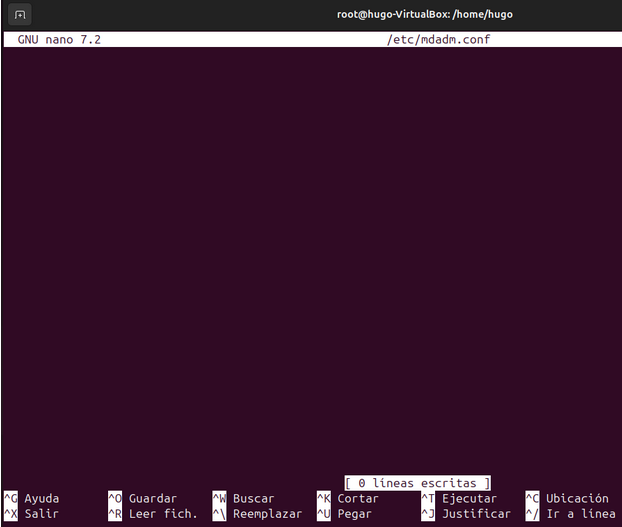 root@hugo-VirtualBox: /home/hugo
GNU nano 7.2 /etc/mdadm.conf
[ 0 líneas escritas ]
^G Ayuda ^O Guardar ^W Buscar ^K Cortar ^T Ejecutar ^C Ubicación
^X Salir ^R Leer fich. ^\ Reemplazar ^U Pegar ^J Justificar ^/ Ir a línea